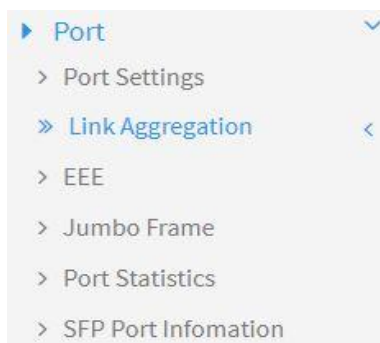 Port
Port Settings
Link Aggregation
EEE
Jumbo Frame
Port Statistics
SFP Port Infomation